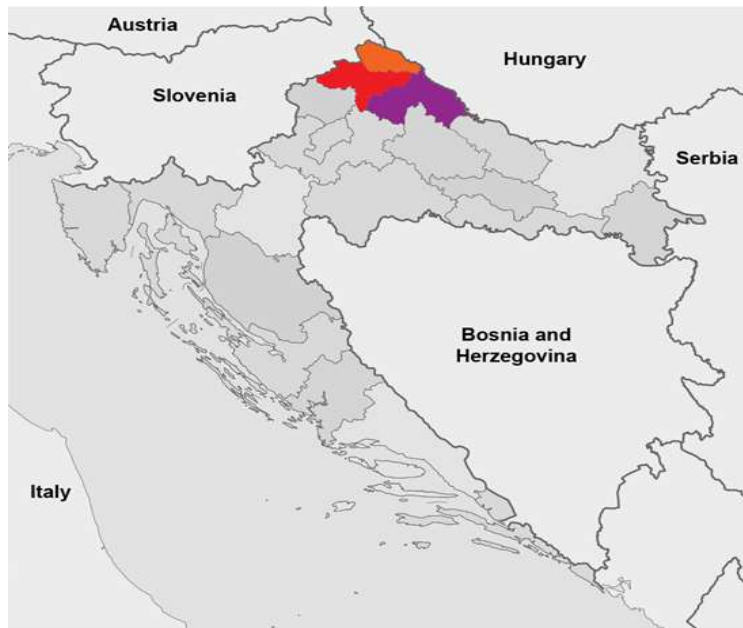 Austria
Hungary
Slovenia
Serbia
Bosnia and
Herzegovina
Italy